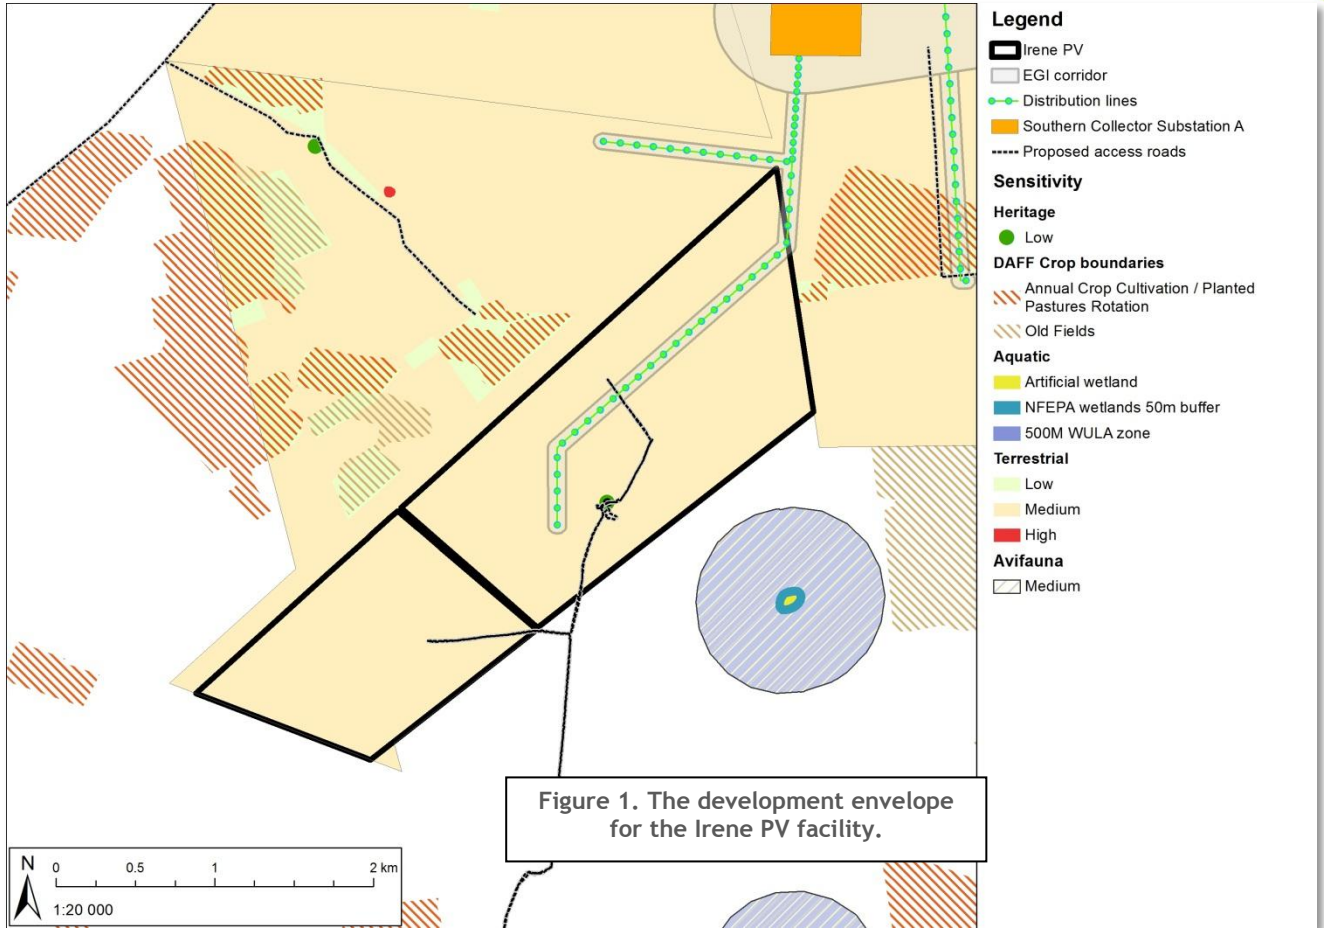 Legend
Irene PV
EGI corridor
Distribution lines
Southern Collector Substation A
Proposed access roads
Sensitivity
Heritage
Low
DAFF Crop boundaries
Annual Crop Cultivation / Planted
Pastures Rotation
Old Fields
Aquatic
Artificial wetland
NFEPA wetlands 50m buffer
500M WULA zone
Terrestrial
Low
Medium
High
Avifauna
Medium
Figure 1. The development envelope
for the Irene PV facility.
N
0 0.5 1 2 km
1:20 000